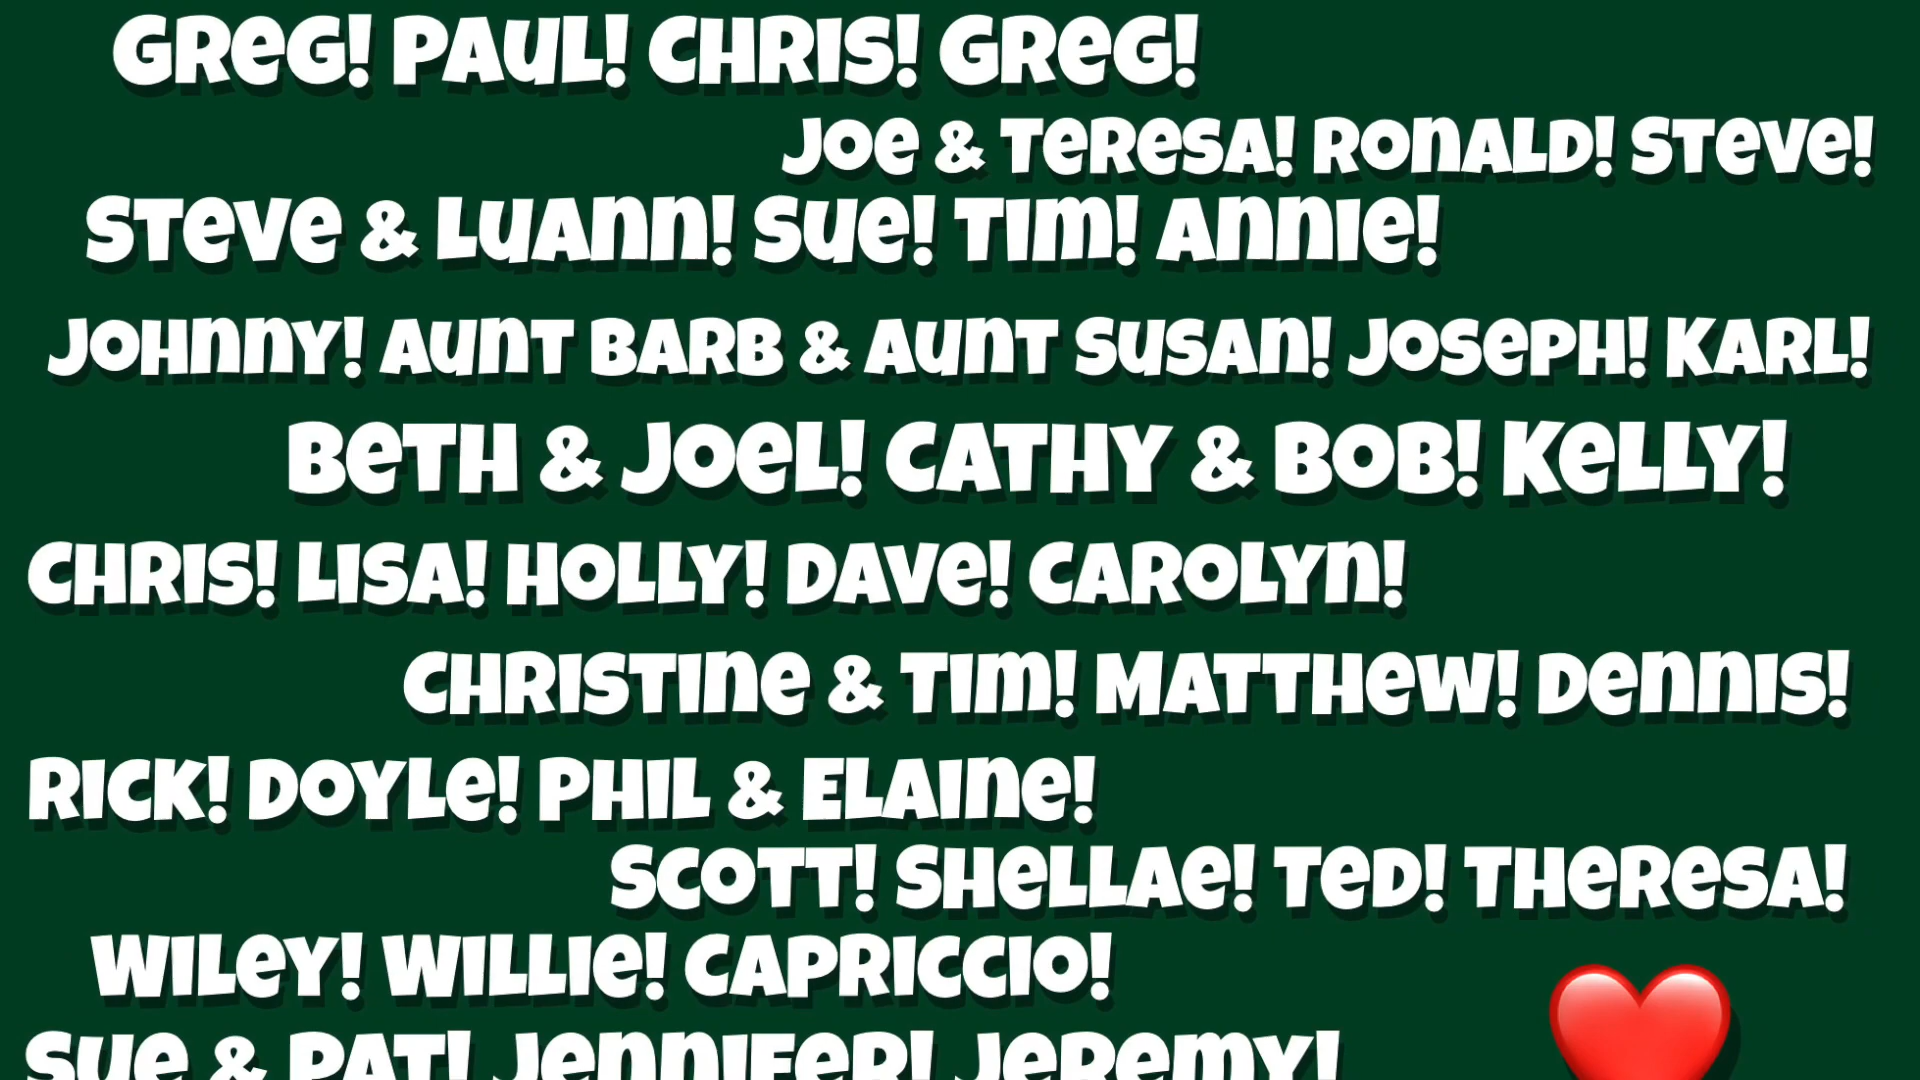 Greg! Paul! Chris! Greg!
Joe & Teresa! Ronald! Steve!
Steve & Luann! Sue! Tim! Annie!
Johnny! Aunt Barb & Aunt Susan! Joseph! Karl!
Beth & Joel! Cathy & Bob! Kelly!
Chris! Lisa! Holly! Dave! Carolyn!
Christine & Tim! Matthew! Dennis!
Rick! Doyle! Phil & Elaine!
Scott! Shellae! Ted! Theresa!
Wiley! Willie! Capriccio!
Sue & Pat! Jennifer! Jeremy!